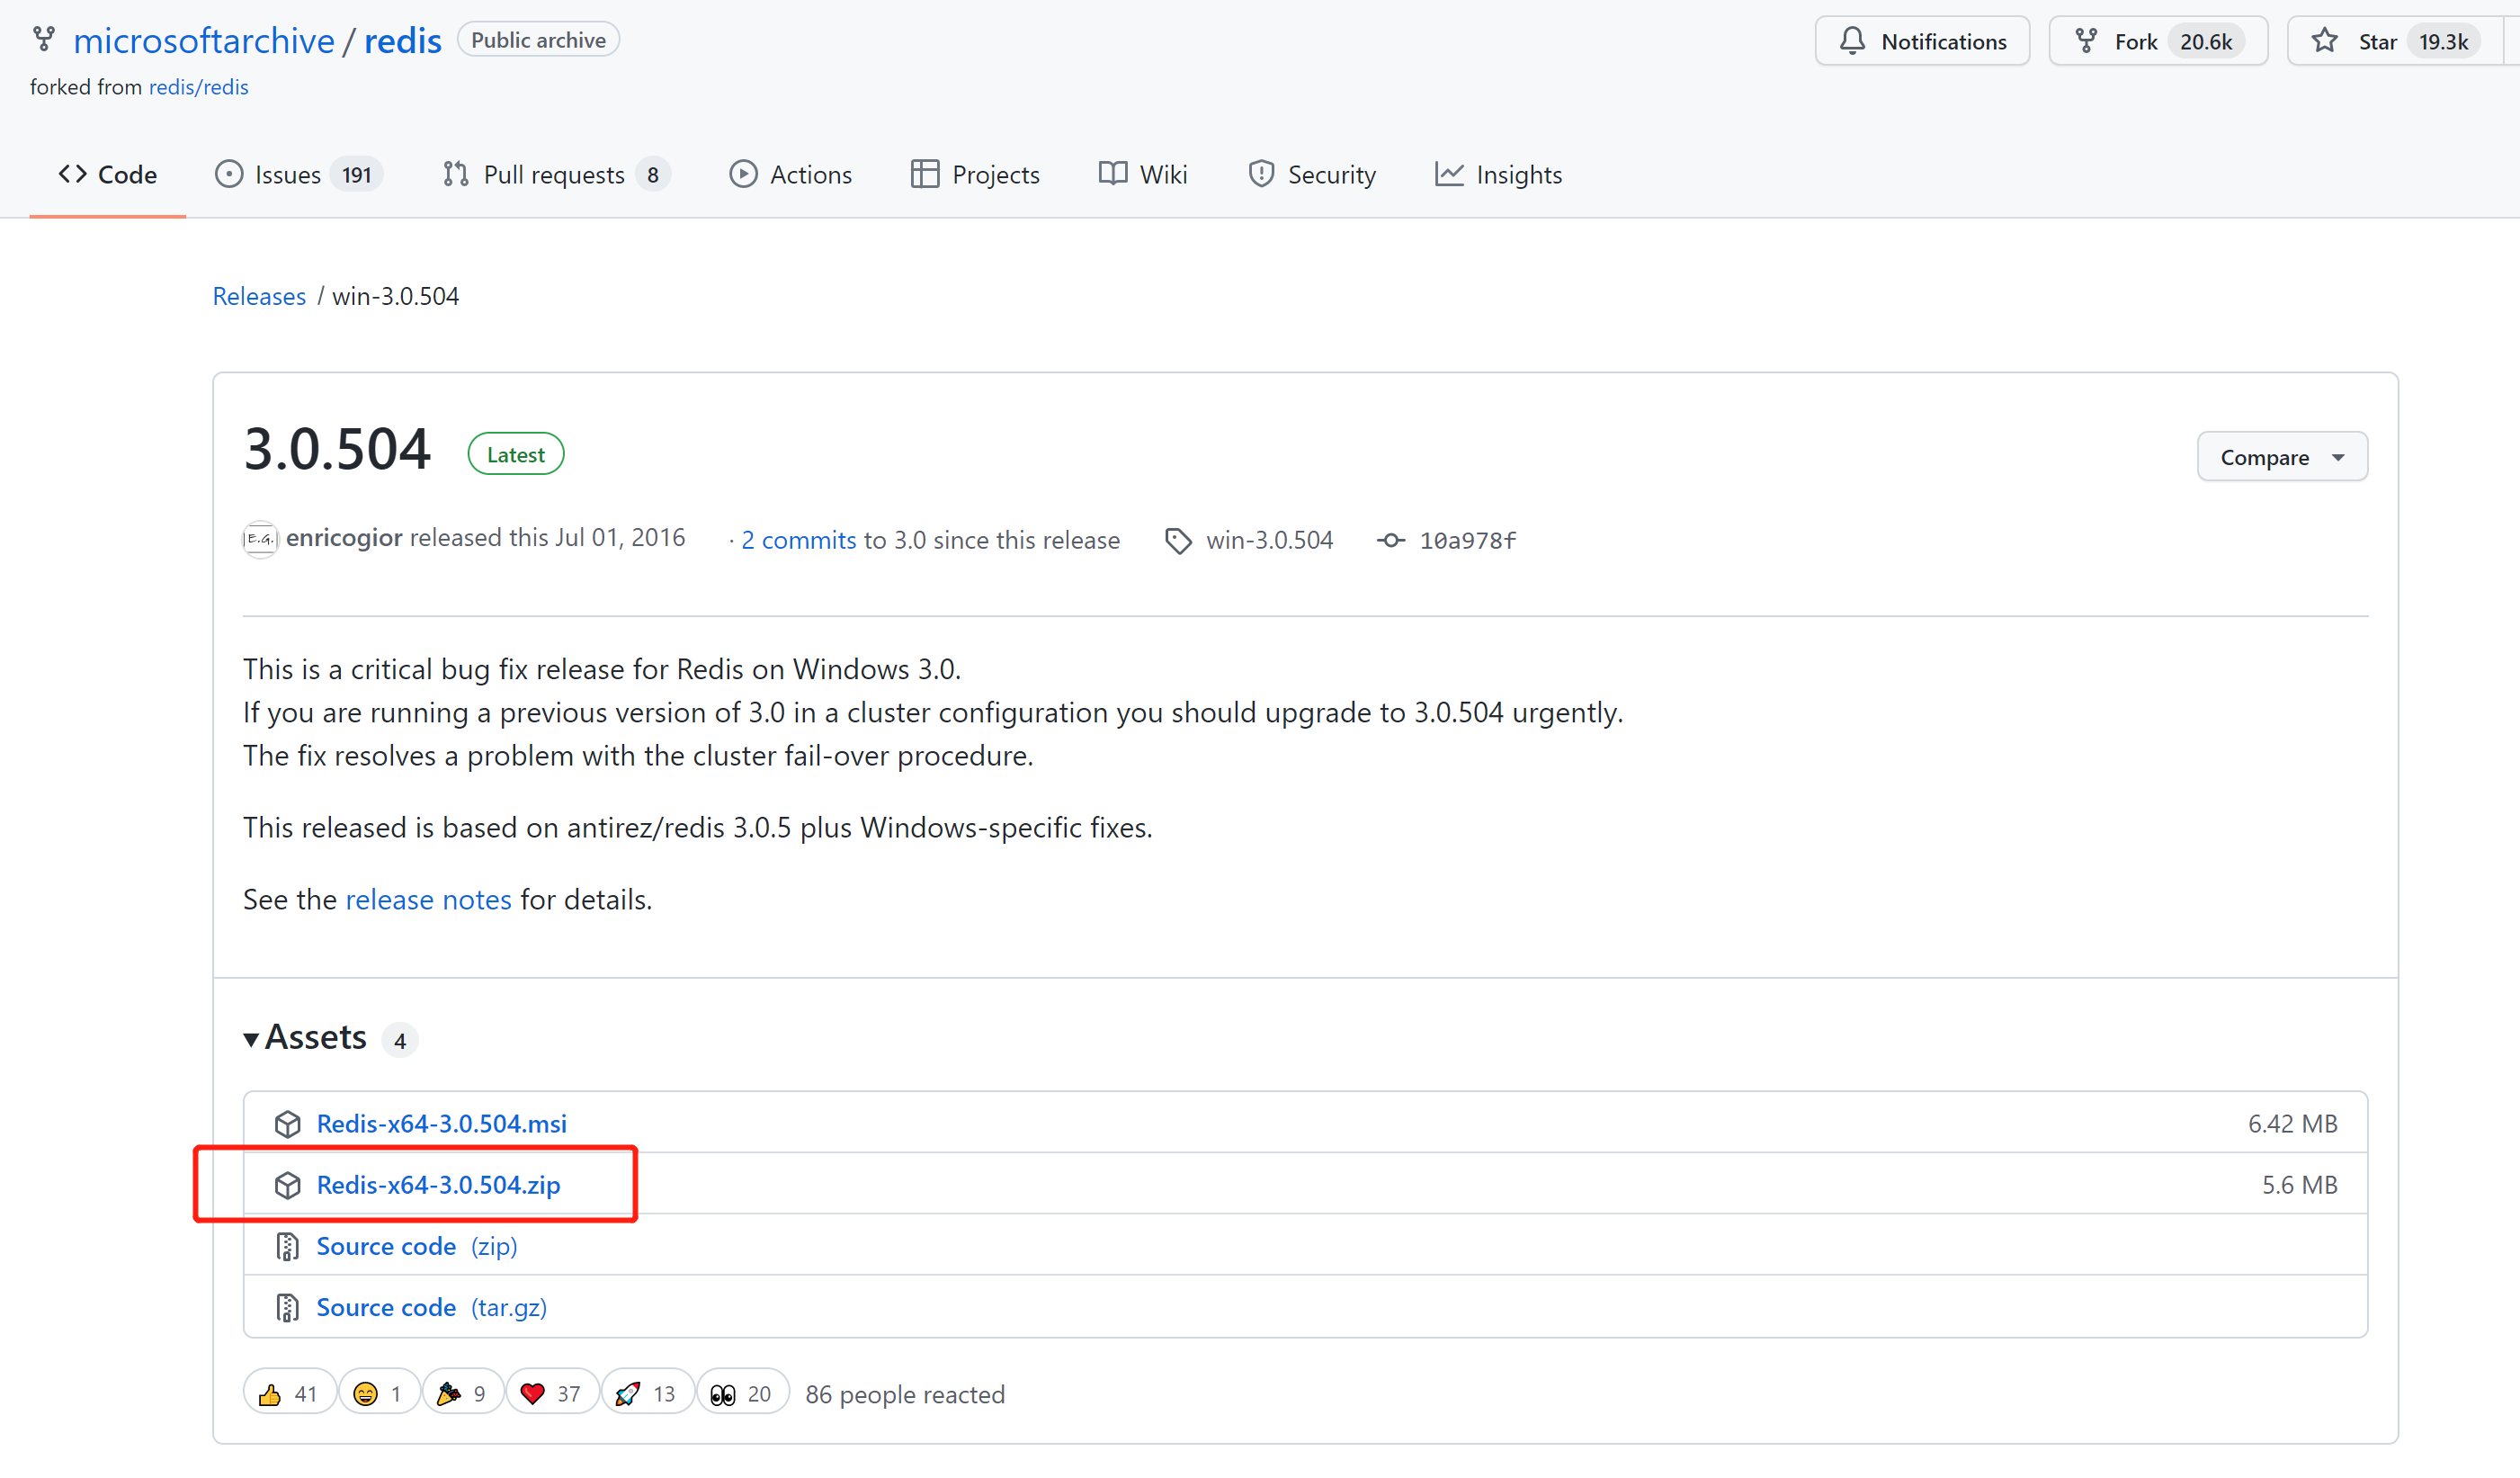 microsoftarchive / redis Public archive Notifications Fork 20.6k Star 19.3k
forked from redis/redis
Code Issues 191 Pull requests 8 Actions Projects Wiki Security Insights
Releases / win-3.0.504
3.0.504 Latest Compare
E.G. enricogior released this Jul 01, 2016 · 2 commits to 3.0 since this release win-3.0.504 10a978f
This is a critical bug fix release for Redis on Windows 3.0.
If you are running a previous version of 3.0 in a cluster configuration you should upgrade to 3.0.504 urgently.
The fix resolves a problem with the cluster fail-over procedure.
This released is based on antirez/redis 3.0.5 plus Windows-specific fixes.
See the release notes for details.
Assets 4
Redis-x64-3.0.504.msi 6.42 MB
Redis-x64-3.0.504.zip 5.6 MB
Source code (zip)
Source code (tar.gz)
41 1 9 37 13 20 86 people reacted